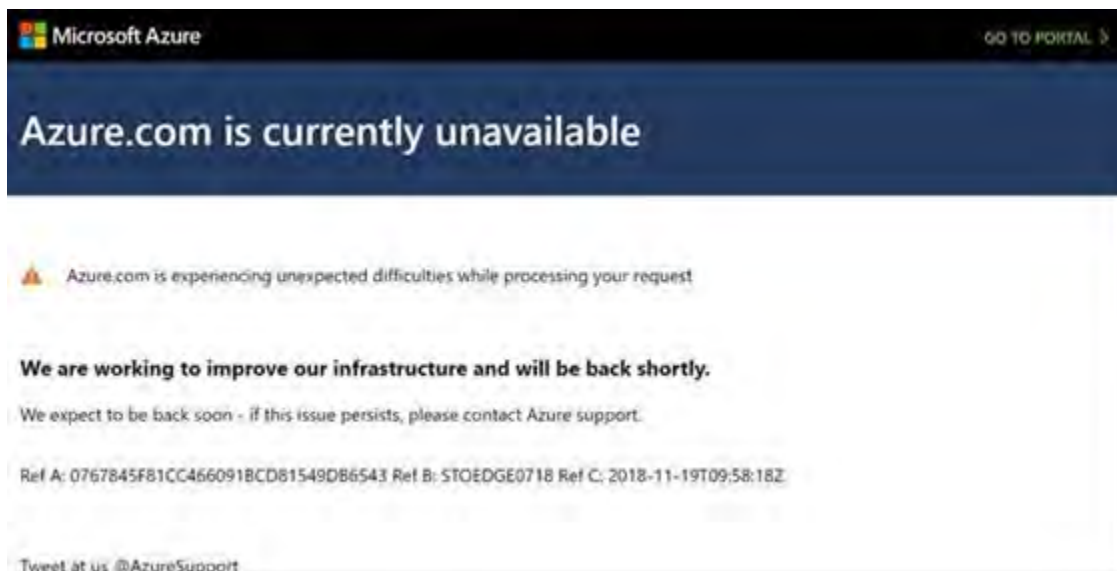 Microsoft Azure
GO TO PORTAL
Azure.com is currently unavailable
Azure.com is experiencing unexpected difficulties while processing your request
We are working to improve our infrastructure and will be back shortly.
We expect to be back soon - if this issue persists, please contact Azure support.
Ref A: 0767845F81CC466091BCD81549DB6543 Ref B: STOEDGE0718 Ref C: 2018-11-19T09:58:18Z
Tweet at us @AzureSupport